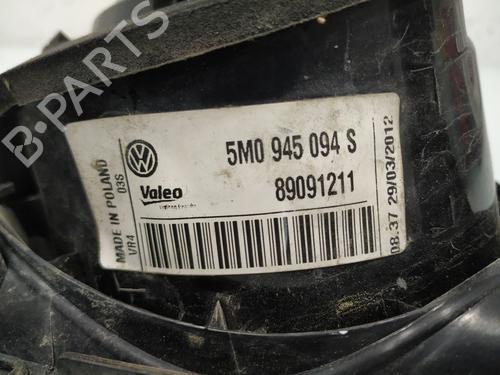 B-PARTS
MADE IN POLAND
03S
VR4
Valeo
5M0 945 094 S
89091211
08.37 29/03/2012